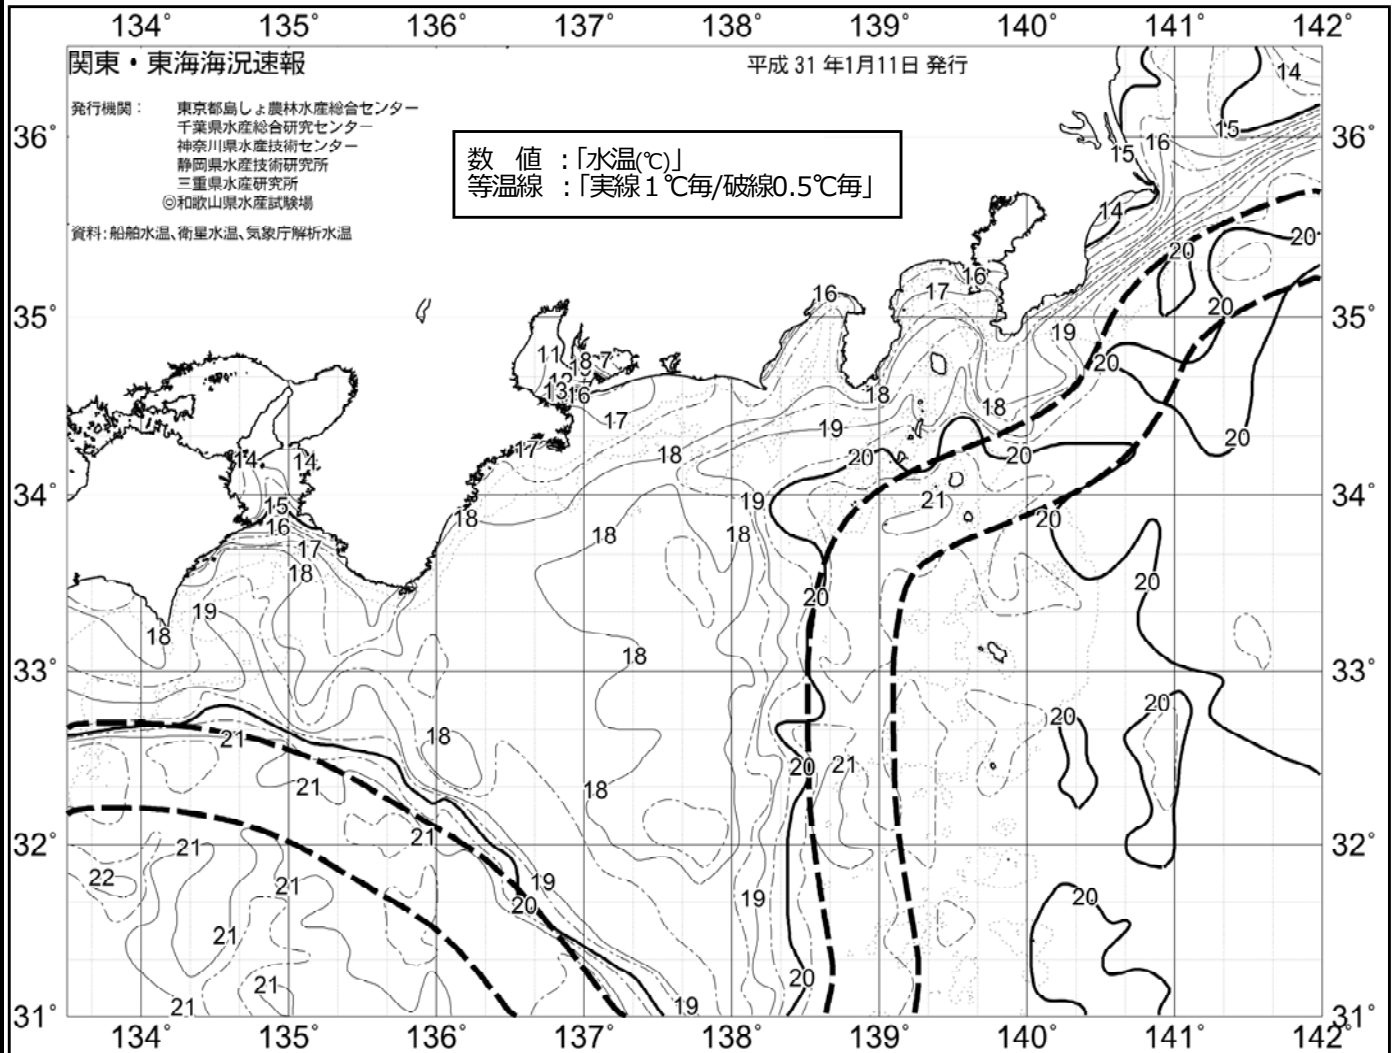 134° 135° 136° 137° 138° 139° 140° 141° 142°
関東・東海海況速報
平成 31 年1月11日 発行
発行機関： 東京都島しょ農林水産総合センター
千葉県水産総合研究センター
神奈川県水産技術センター
静岡県水産技術研究所
三重県水産研究所
◎和歌山県水産試験場
資料：船舶水温、衛星水温、気象庁解析水温
数 値 ：「水温(℃)」
等温線 ：「実線１℃毎/破線0.5℃毎」
14
36° 15 16 15 36°
14
20 20
16 17 16
20
35° 19 35°
11 18 7
20
13 16 18
17 18
19 20
17 14 14 18 20 20
34° 19 21 34°
15 18 20
16 18 18
17
18 20
19 20
18 18
33° 33°
20 20
21 18
20 21
21 18
21
32° 21 32°
22 21 19
20 19 20
21
21 20
21 19
31° 31°
134° 135° 136° 137° 138° 139° 140° 141° 142°